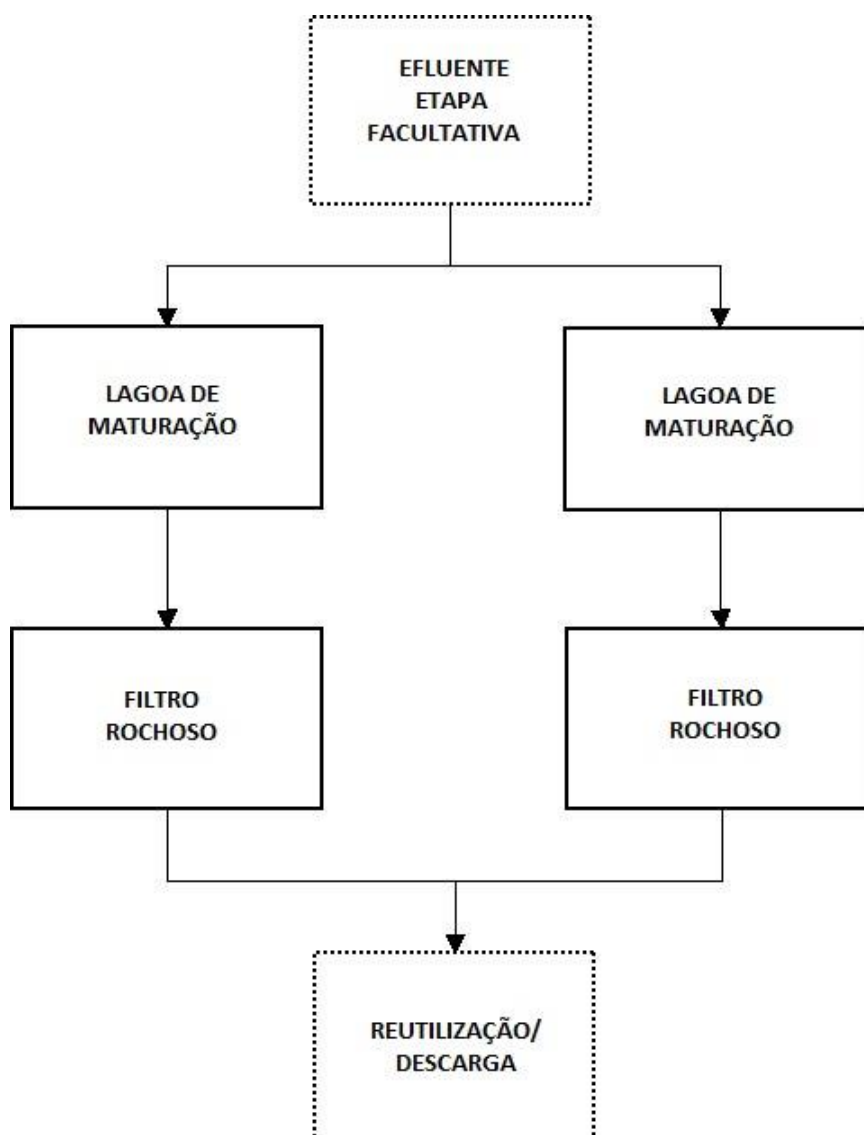 EFLUENTE
ETAPA
FACULTATIVA
LAGOA DE
MATURAÇÃO
LAGOA DE
MATURAÇÃO
FILTRO
ROCHOSO
FILTRO
ROCHOSO
REUTILIZAÇÃO/
DESCARGA